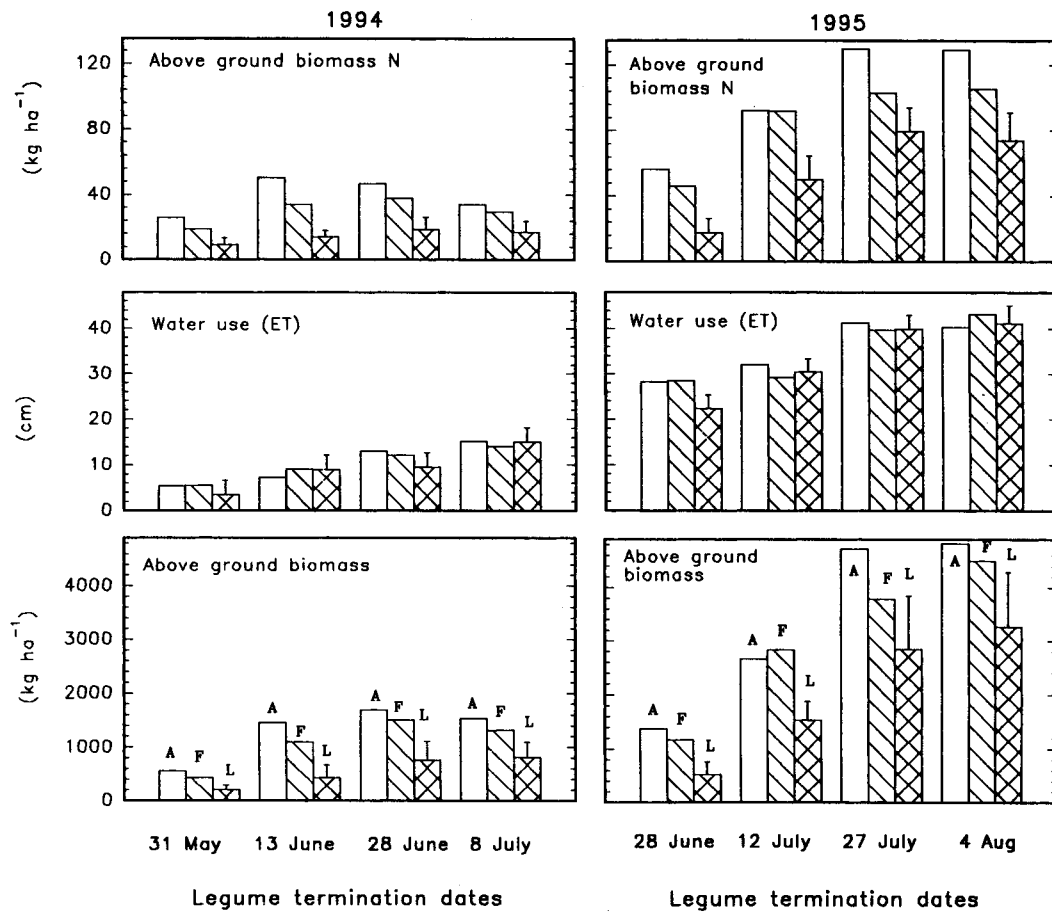 1994
1995
Above ground biomass N
Above ground
biomass N
(kg ha⁻¹)
120
80
40
0
Water use (ET)
Water use (ET)
(cm)
40
30
20
10
0
Above ground biomass
Above ground
biomass
(kg ha⁻¹)
4000
3000
2000
1000
0
A F L
A F L
A F L
A F L
A F L
A F L
A F L
A F L
31 May 13 June 28 June 8 July
28 June 12 July 27 July 4 Aug
Legume termination dates
Legume termination dates